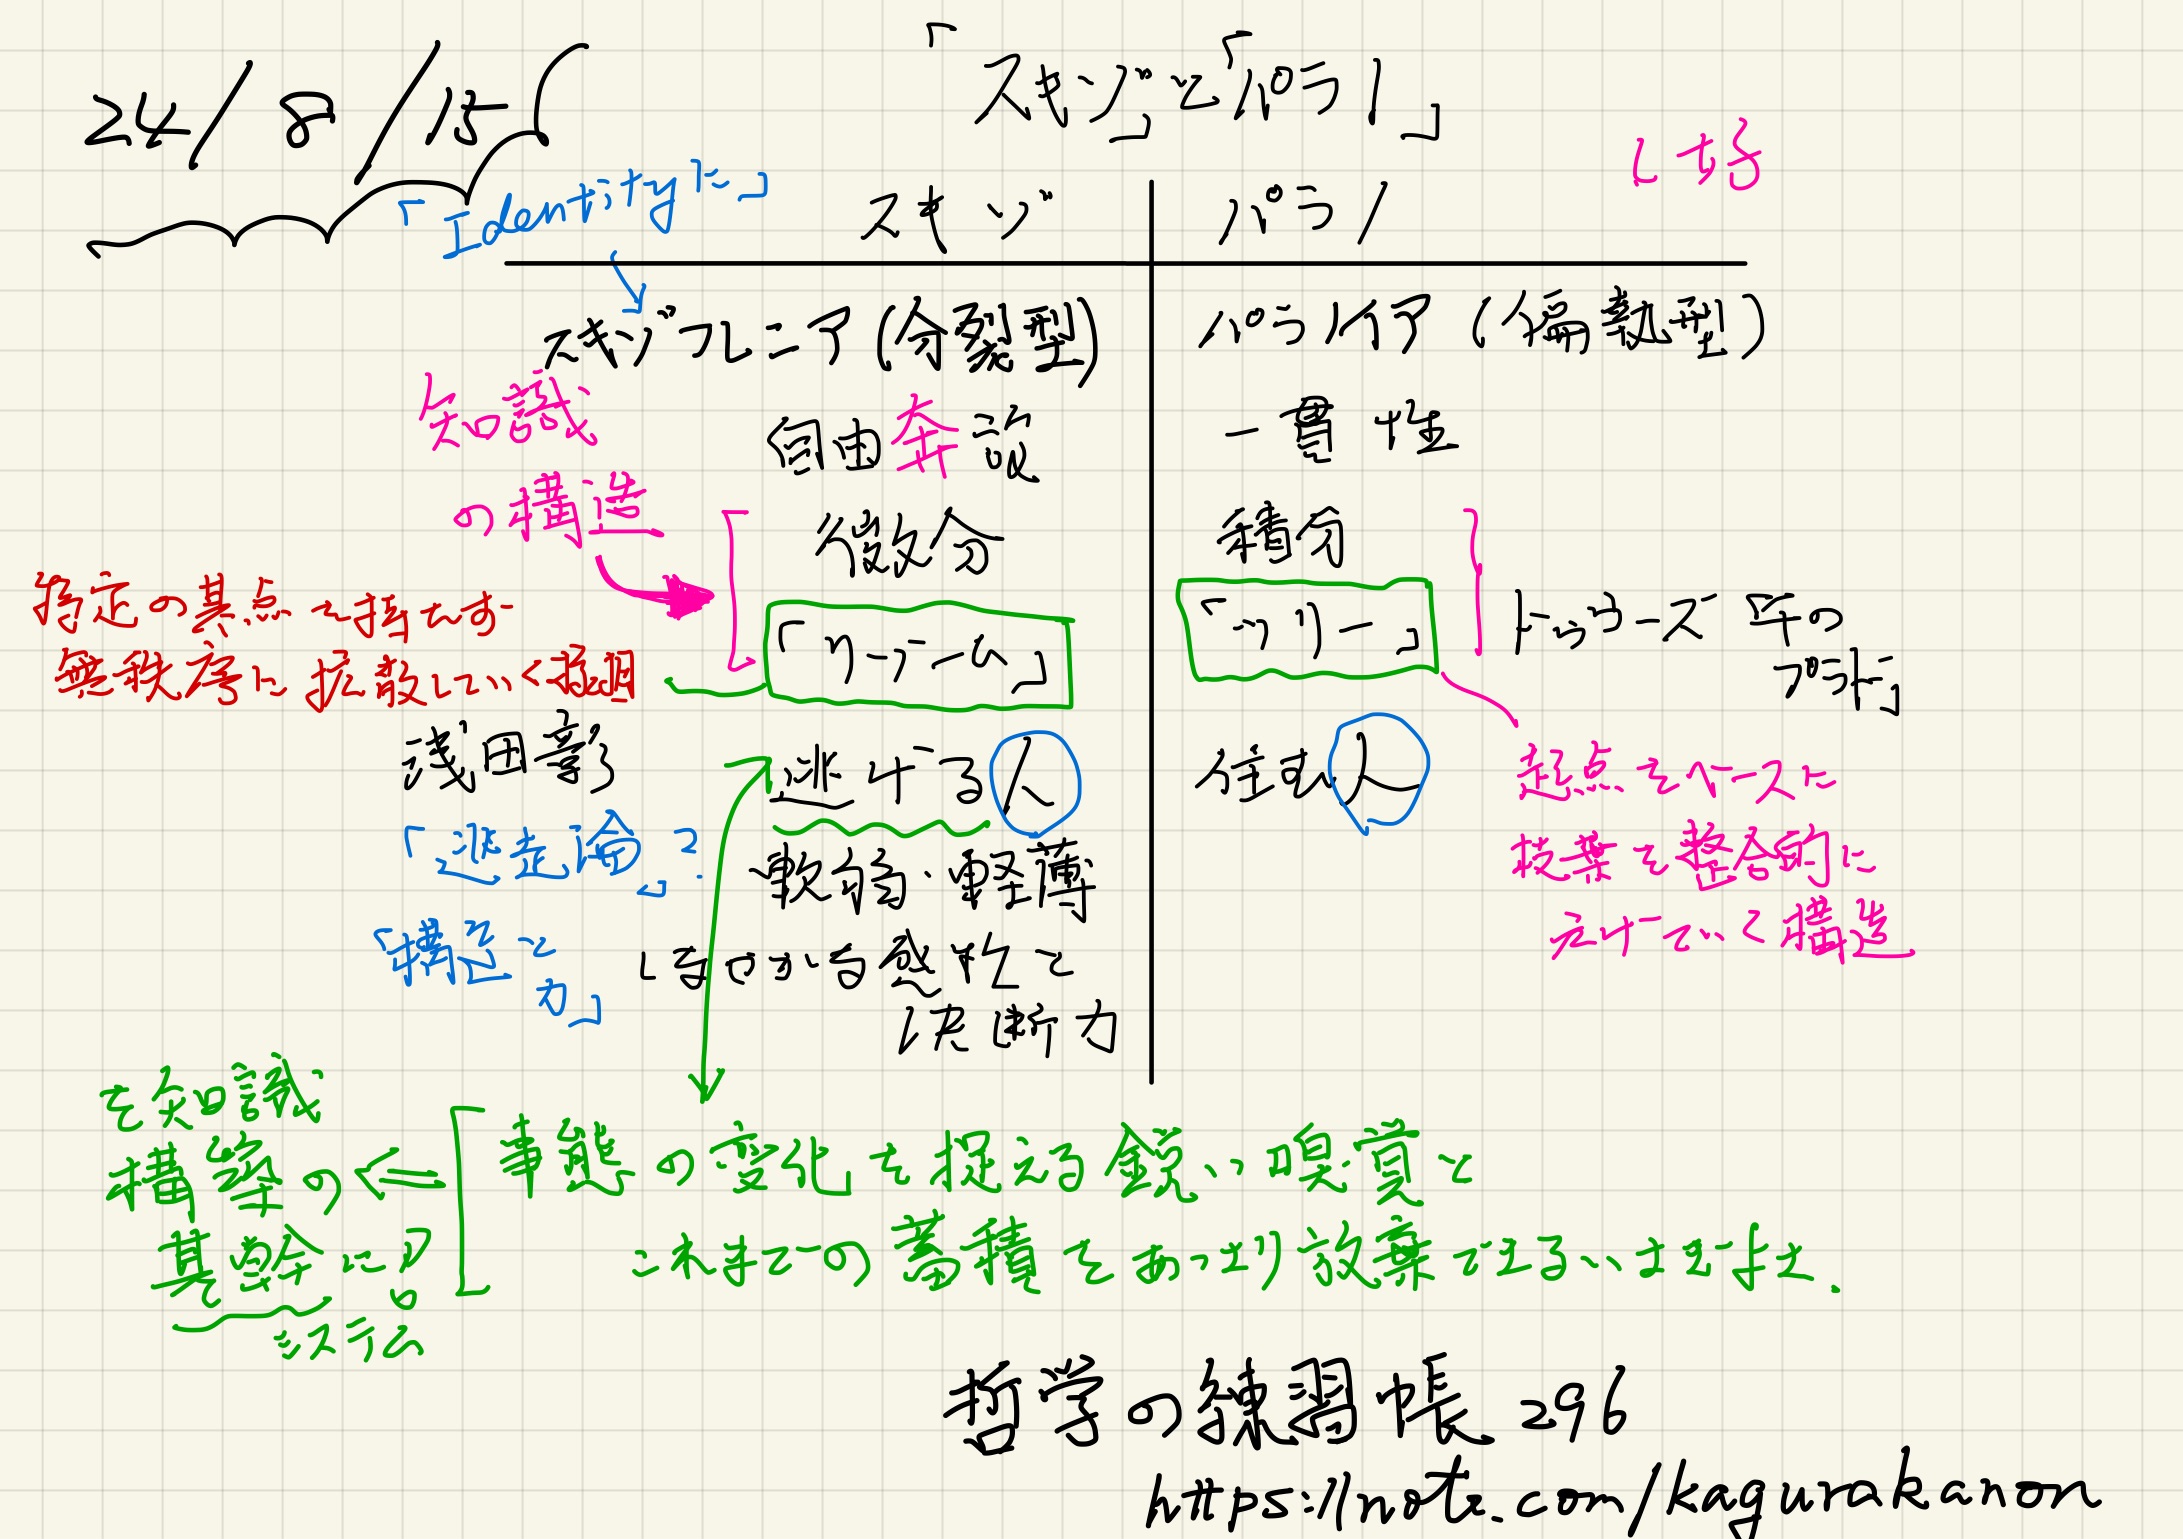 24/8/15
「スキゾ」と「パラノ」
「Identityに」
スキゾ
パラノ
スキゾフレニア(分裂型)
パラノイア(偏執型)
知識
の構造
自由奔放
一貫性
微分
積分
特定の基点を持たず
無秩序に拡散していく
「リゾーム」
「ツリー」
ドゥルーズ『千の
プラトー』
浅田彰
逃げる人
住む人
起点をベースに
枝葉を整合的に
広げていく構造
「逃走論」?
軟弱・軽薄
「構造と
力」
しなやかな感性と
決断力
を知識
構築の
基盤に?
システム
事態の変化を捉える鋭い嗅覚と
これまでの蓄積をあっさり放棄できるいさぎよさ.
哲学の練習帳 296
https://note.com/kagurakanon